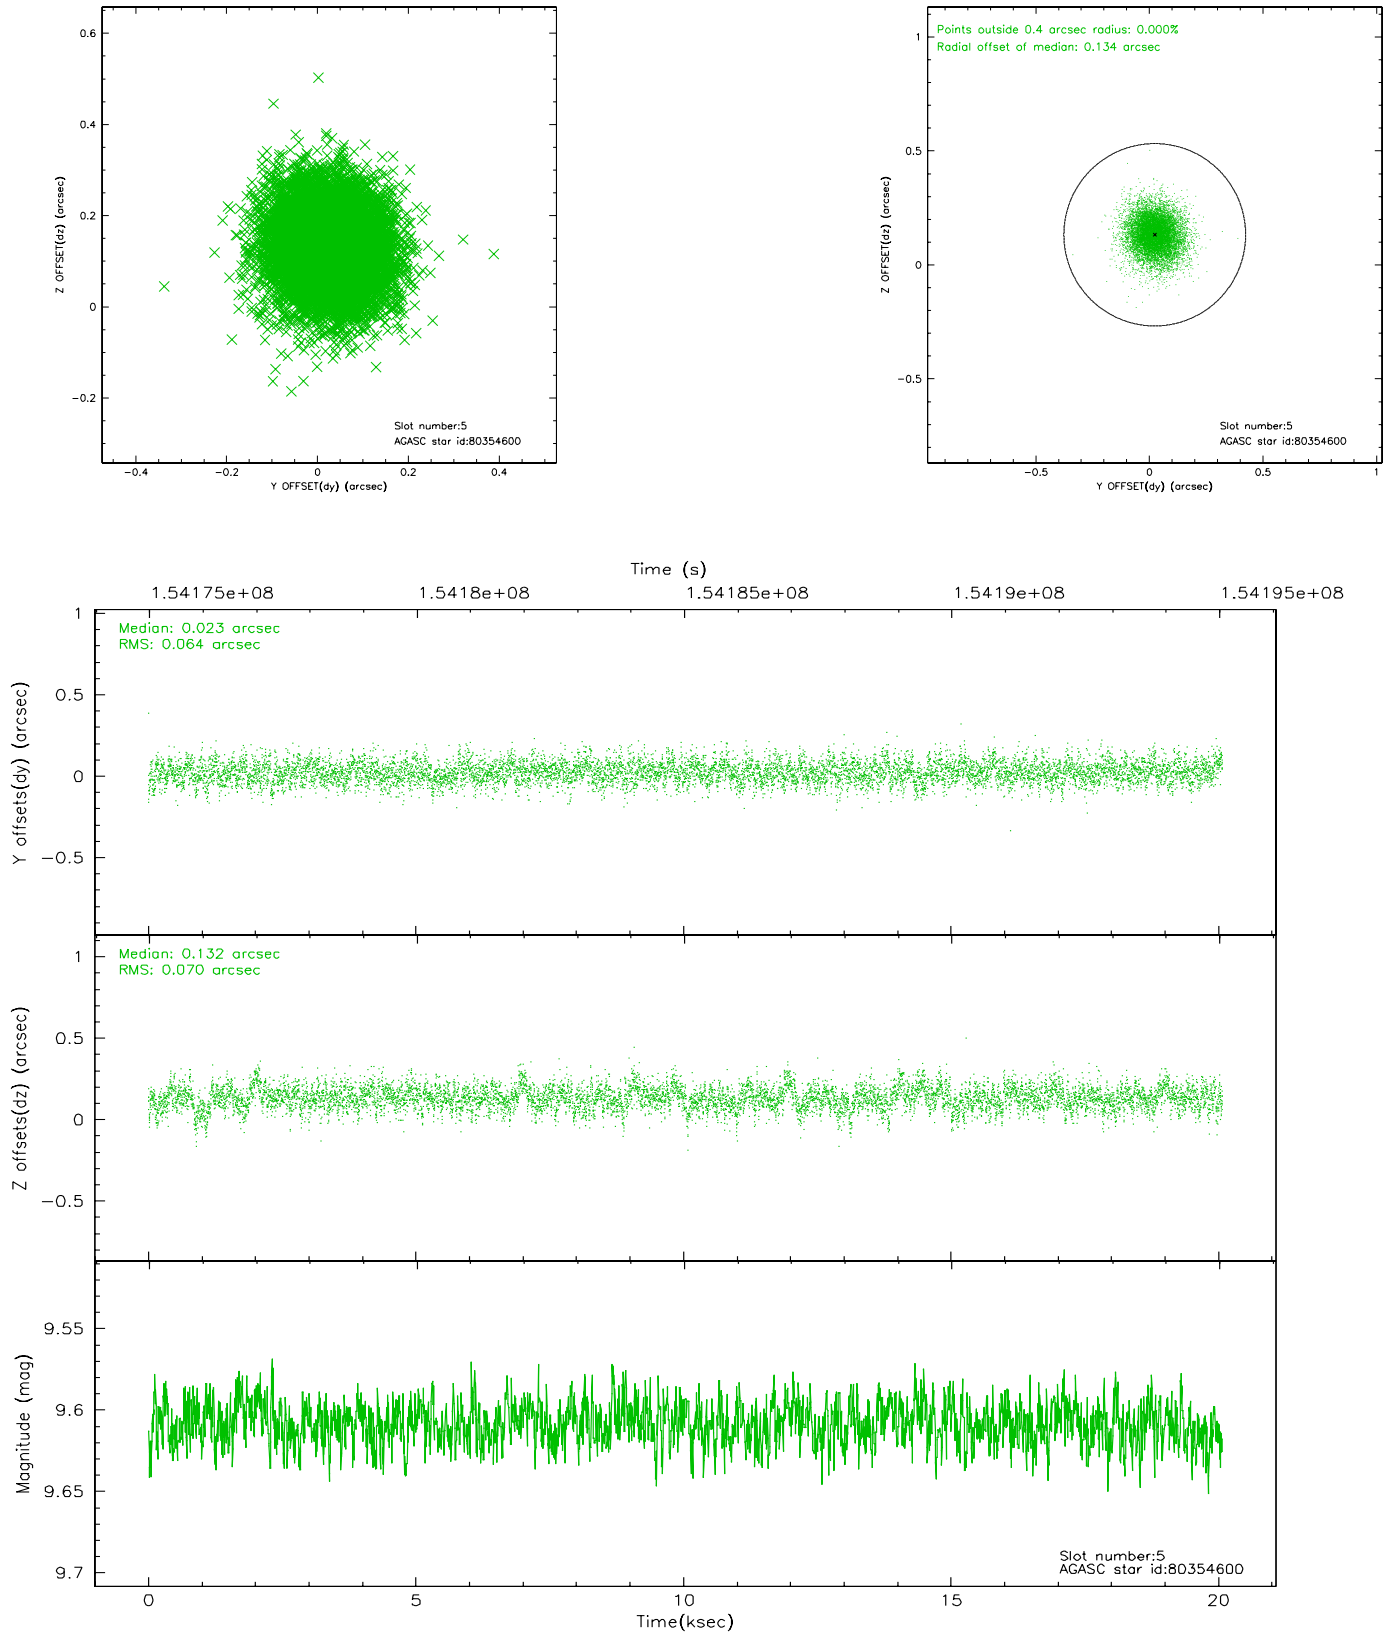 0.6
0.4
0.2
0
−0.2
Z OFFSET(dz) (arcsec)
−0.4
−0.2
0
0.2
0.4
Y OFFSET(dy) (arcsec)
Slot number:5
AGASC star id:80354600
Points outside 0.4 arcsec radius: 0.000%
Radial offset of median: 0.134 arcsec
1
0.5
0
−0.5
Z OFFSET(dz) (arcsec)
−0.5
0
0.5
1
Y OFFSET(dy) (arcsec)
Slot number:5
AGASC star id:80354600
Time (s)
1.54175e+08
1.5418e+08
1.54185e+08
1.5419e+08
1.54195e+08
Median: 0.023 arcsec
RMS: 0.064 arcsec
1
0.5
0
−0.5
Y offsets(dy) (arcsec)
Median: 0.132 arcsec
RMS: 0.070 arcsec
1
0.5
0
−0.5
Z offsets(dz) (arcsec)
9.55
9.6
9.65
9.7
Magnitude (mag)
Slot number:5
AGASC star id:80354600
0
5
10
15
20
Time(ksec)